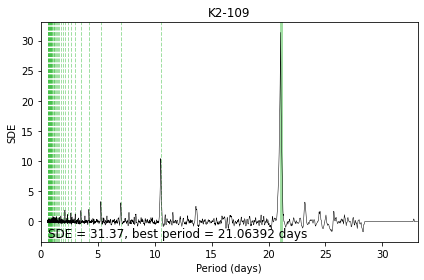 K2-109
SDE
30
25
20
15
10
5
0
SDE = 31.37, best period = 21.06392 days
0 5 10 15 20 25 30
Period (days)